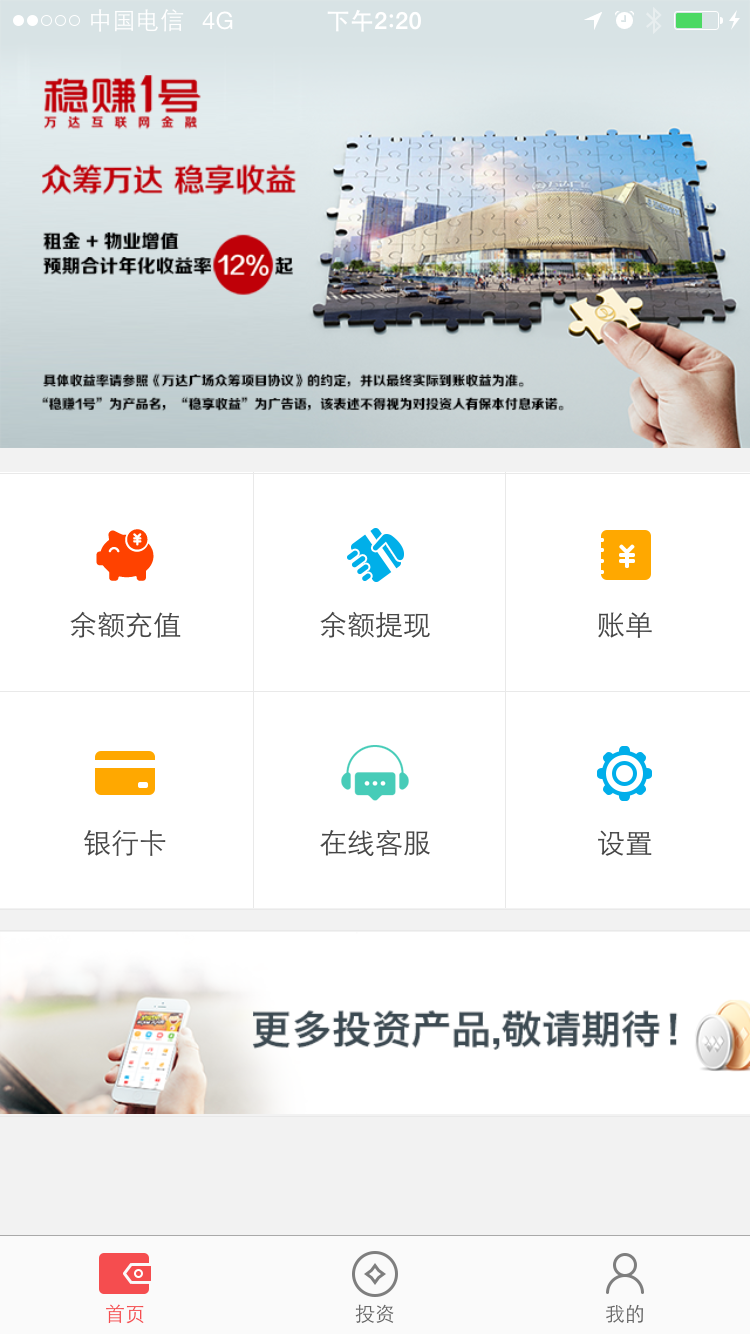 中国电信 4G 下午2:20
稳赚1号
万达互联网金融
众筹万达 稳享收益
租金 + 物业增值
预期合计年化收益率12%起
具体收益率请参照《万达广场众筹项目协议》的约定，并以最终实际到账收益为准。
“稳赚1号”为产品名，“稳享收益”为广告语，该表述不得视为对投资人有保本付息承诺。
¥
¥
余额充值 余额提现 账单
银行卡 在线客服 设置
更多投资产品,敬请期待!
首页 投资 我的